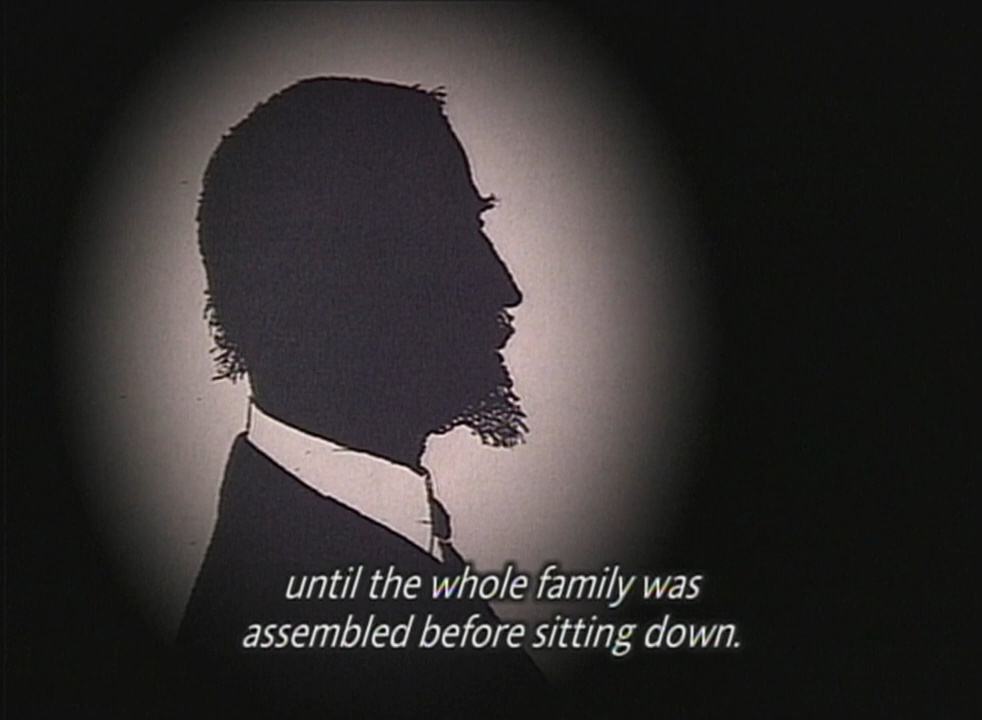 until the whole family was
assembled before sitting down.